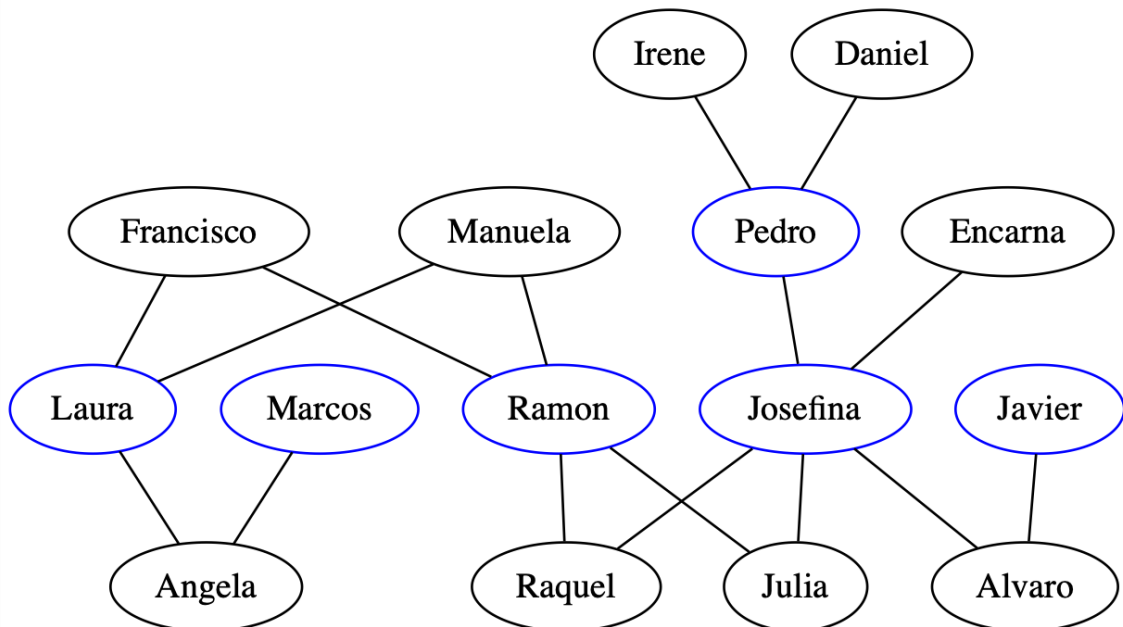 Irene
Daniel
Francisco
Manuela
Pedro
Encarna
Laura
Marcos
Ramon
Josefina
Javier
Angela
Raquel
Julia
Alvaro